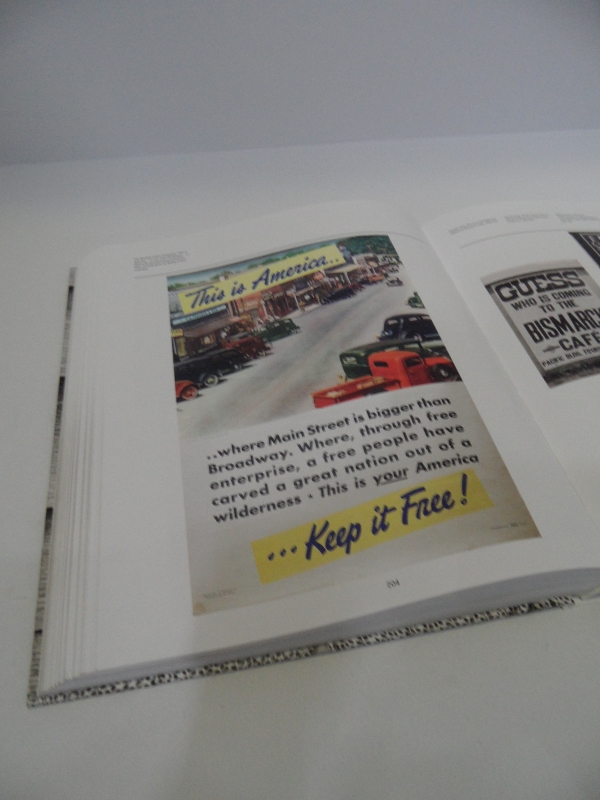 This is America..
..where Main Street is bigger than
Broadway. Where, through free
enterprise, a free people have
carved a great nation out of a
wilderness • This is your America
... Keep it Free!
GUESS
WHO IS COMING
TO THE
BISMARCK
CAFÉ